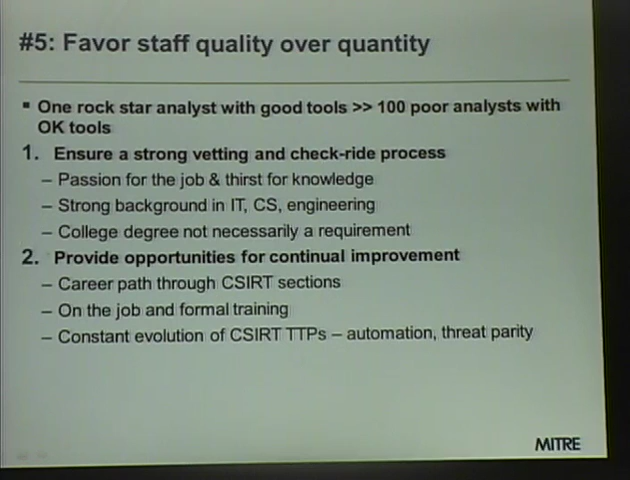 #5: Favor staff quality over quantity
▪ One rock star analyst with good tools >> 100 poor analysts with
OK tools
1. Ensure a strong vetting and check-ride process
– Passion for the job & thirst for knowledge
– Strong background in IT, CS, engineering
– College degree not necessarily a requirement
2. Provide opportunities for continual improvement
– Career path through CSIRT sections
– On the job and formal training
– Constant evolution of CSIRT TTPs – automation, threat parity
MITRE